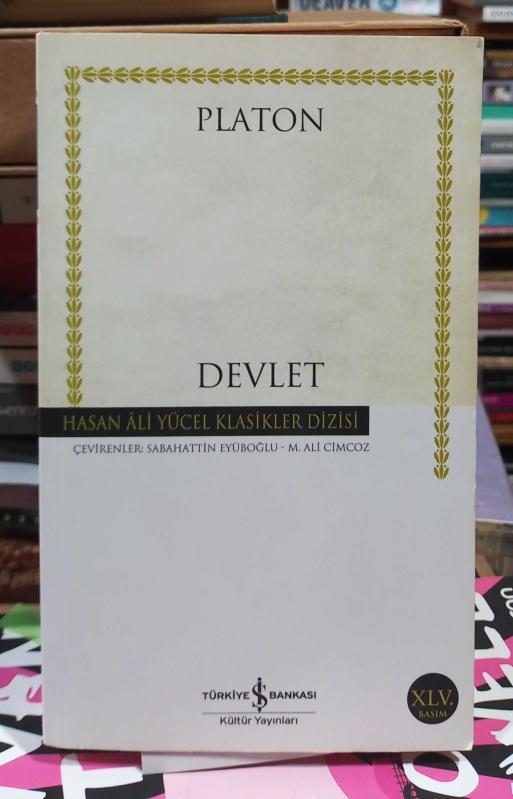 PLATON
DEVLET
HASAN ÂLİ YÜCEL KLASİKLER DİZİSİ
ÇEVİRENLER: SABAHATTİN EYÜBOĞLU - M. ALİ CİMCOZ
TÜRKİYE İŞ BANKASI
Kültür Yayınları
XLV.
BASIM
DEAVER